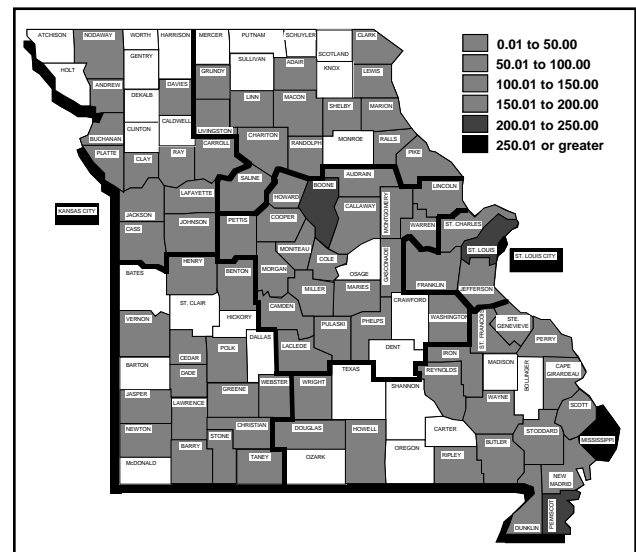 ATCHISON
NODAWAY
WORTH
HARRISON
MERCER
PUTNAM
SCHUYLER
SCOTLAND
CLARK
GENTRY
SULLIVAN
ADAIR
KNOX
LEWIS
HOLT
ANDREW
DEKALB
DAVIES
GRUNDY
LINN
MACON
SHELBY
MARION
BUCHANAN
CLINTON
CALDWELL
LIVINGSTON
CHARITON
RANDOLPH
MONROE
RALLS
PIKE
PLATTE
CLAY
RAY
CARROLL
SALINE
HOWARD
BOONE
AUDRAIN
LINCOLN
KANSAS CITY
JACKSON
LAFAYETTE
CASS
JOHNSON
PETTIS
COOPER
MONITEAU
CALLAWAY
MONTGOMERY
WARREN
ST. CHARLES
ST. LOUIS
ST. LOUIS CITY
BATES
HENRY
BENTON
MORGAN
COLE
OSAGE
GASCONADE
FRANKLIN
JEFFERSON
MILLER
MARIES
CRAWFORD
WASHINGTON
ST. FRANCOIS
STE.
GENEVIEVE
PERRY
VERNON
ST. CLAIR
HICKORY
CAMDEN
PULASKI
PHELPS
DENT
IRON
MADISON
BOLLINGER
CAPE
GIRARDEAU
BARTON
CEDAR
POLK
DALLAS
LACLEDE
TEXAS
SHANNON
REYNOLDS
WAYNE
SCOTT
DADE
JASPER
LAWRENCE
GREENE
WEBSTER
WRIGHT
CARTER
STODDARD
MISSISSIPPI
NEWTON
STONE
CHRISTIAN
DOUGLAS
HOWELL
OREGON
RIPLEY
BUTLER
McDONALD
BARRY
TANEY
OZARK
NEW
MADRID
PEMISCOT
DUNKLIN
0.01 to 50.00
50.01 to 100.00
100.01 to 150.00
150.01 to 200.00
200.01 to 250.00
250.01 or greater